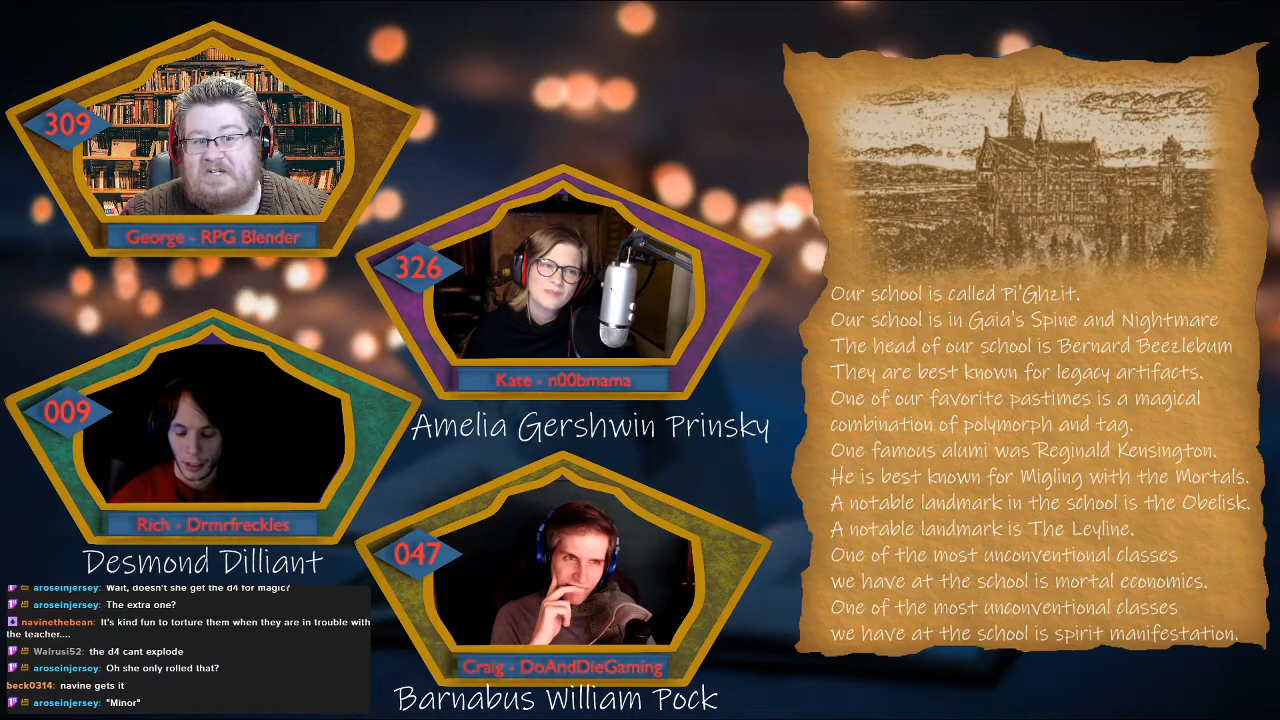 309
George - RPG Blender
326
Kate - n00bmama
Amelia Gershwin Prinsky
009
Rich - Drmrfreckles
Desmond Dilliant
047
Craig - DoAndDieGaming
Barnabus William Pock
aroseinjersey: Wait, doesn't she get the d4 for magic?
aroseinjersey: The extra one?
navinethebean: It's kind fun to torture them when they are in trouble with
the teacher....
Walrusi52: the d4 cant explode
aroseinjersey: Oh she only rolled that?
beck0314: navine gets it
aroseinjersey: "Minor"
Our school is called Pi'Ghzit.
Our school is in Gaia's Spine and Nightmare
The head of our school is Bernard Beezlebum
They are best known for legacy artifacts.
One of our favorite pastimes is a magical
combination of polymorph and tag.
One famous alumi was Reginald Kensington.
He is best known for Migling with the Mortals.
A notable landmark in the school is the Obelisk.
A notable landmark is The Leyline.
One of the most unconventional classes
we have at the school is mortal economics.
One of the most unconventional classes
we have at the school is spirit manifestation.